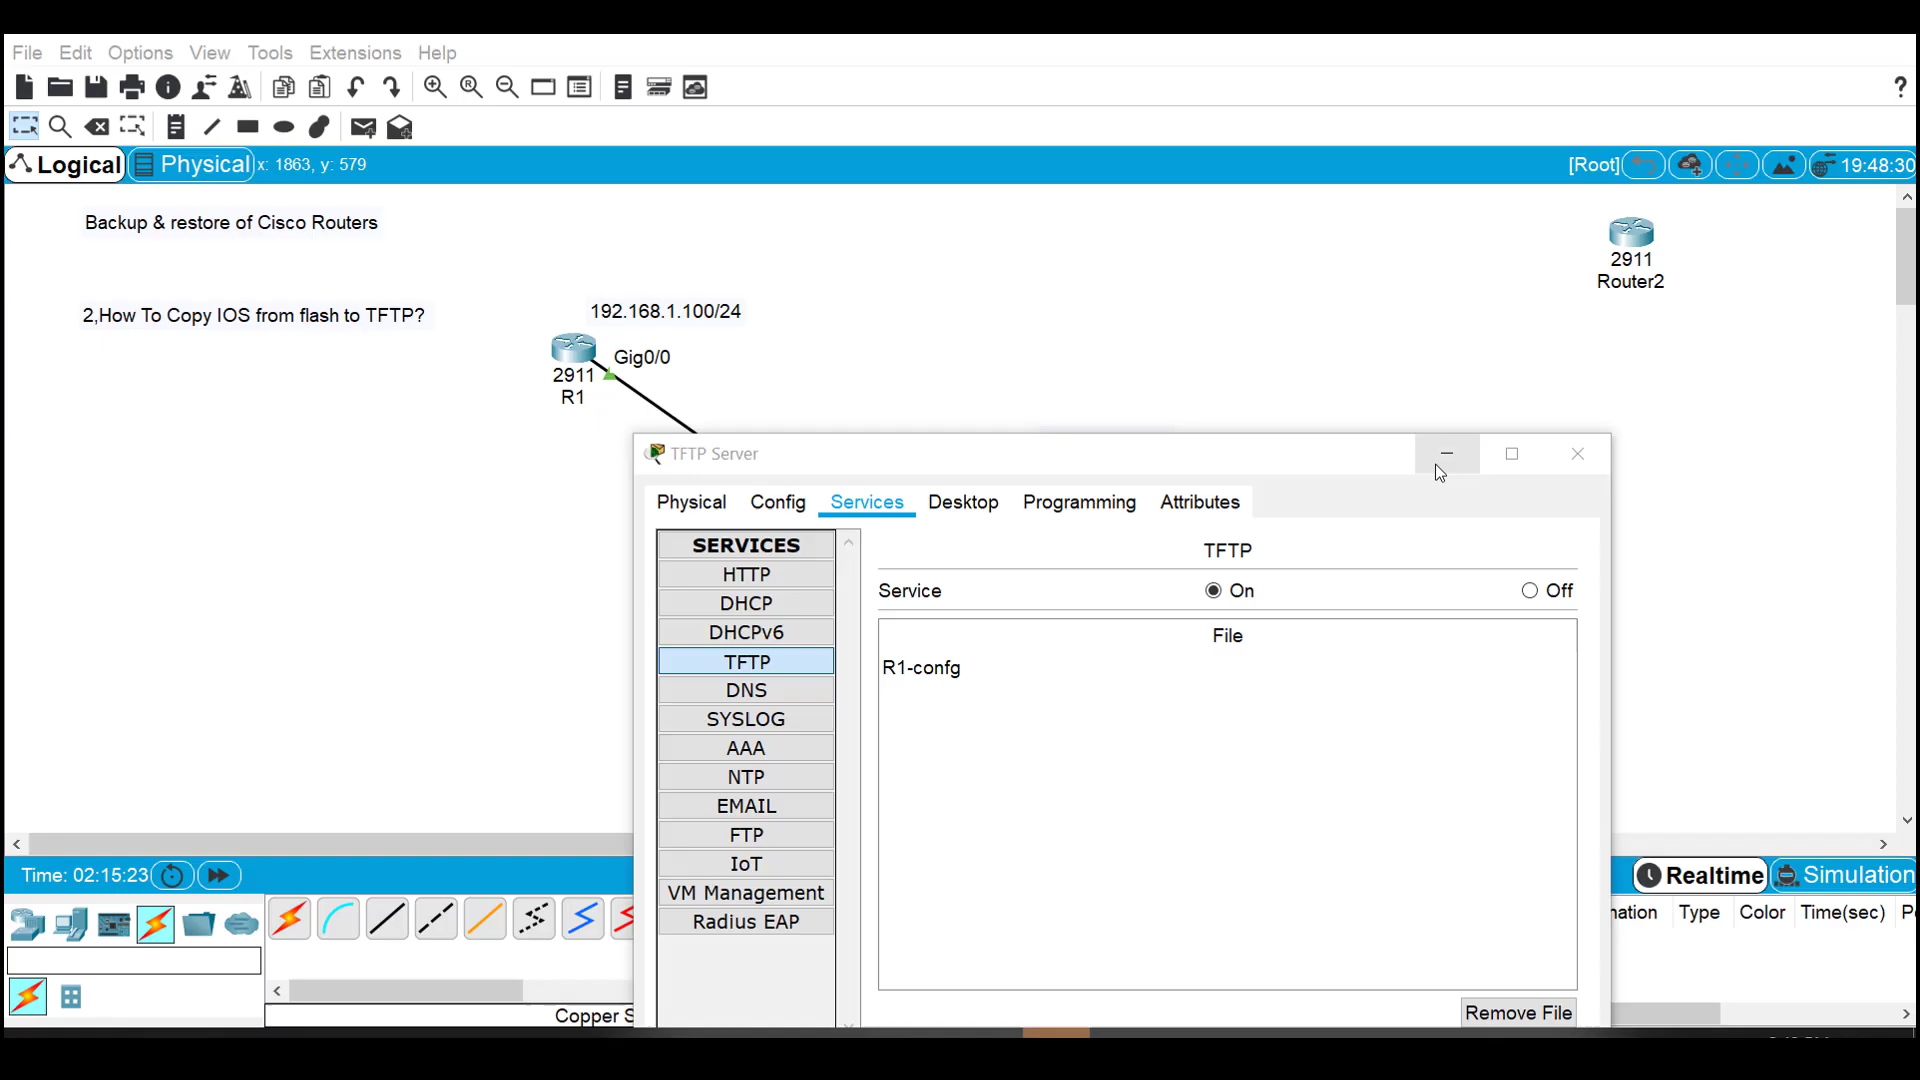 File Edit Options View Tools Extensions Help
?
Logical Physical x: 1863, y: 579 [Root] 19:48:30
Backup & restore of Cisco Routers
2911
Router2
2,How To Copy IOS from flash to TFTP?
192.168.1.100/24
Gig0/0
2911
R1
TFTP Server
Physical Config Services Desktop Programming Attributes
SERVICES
HTTP
DHCP
DHCPv6
TFTP
DNS
SYSLOG
AAA
NTP
EMAIL
FTP
IoT
VM Management
Radius EAP
TFTP
Service On Off
File
R1-confg
Remove File
Time: 02:15:23
Realtime Simulation
nation Type Color Time(sec)
Copper S